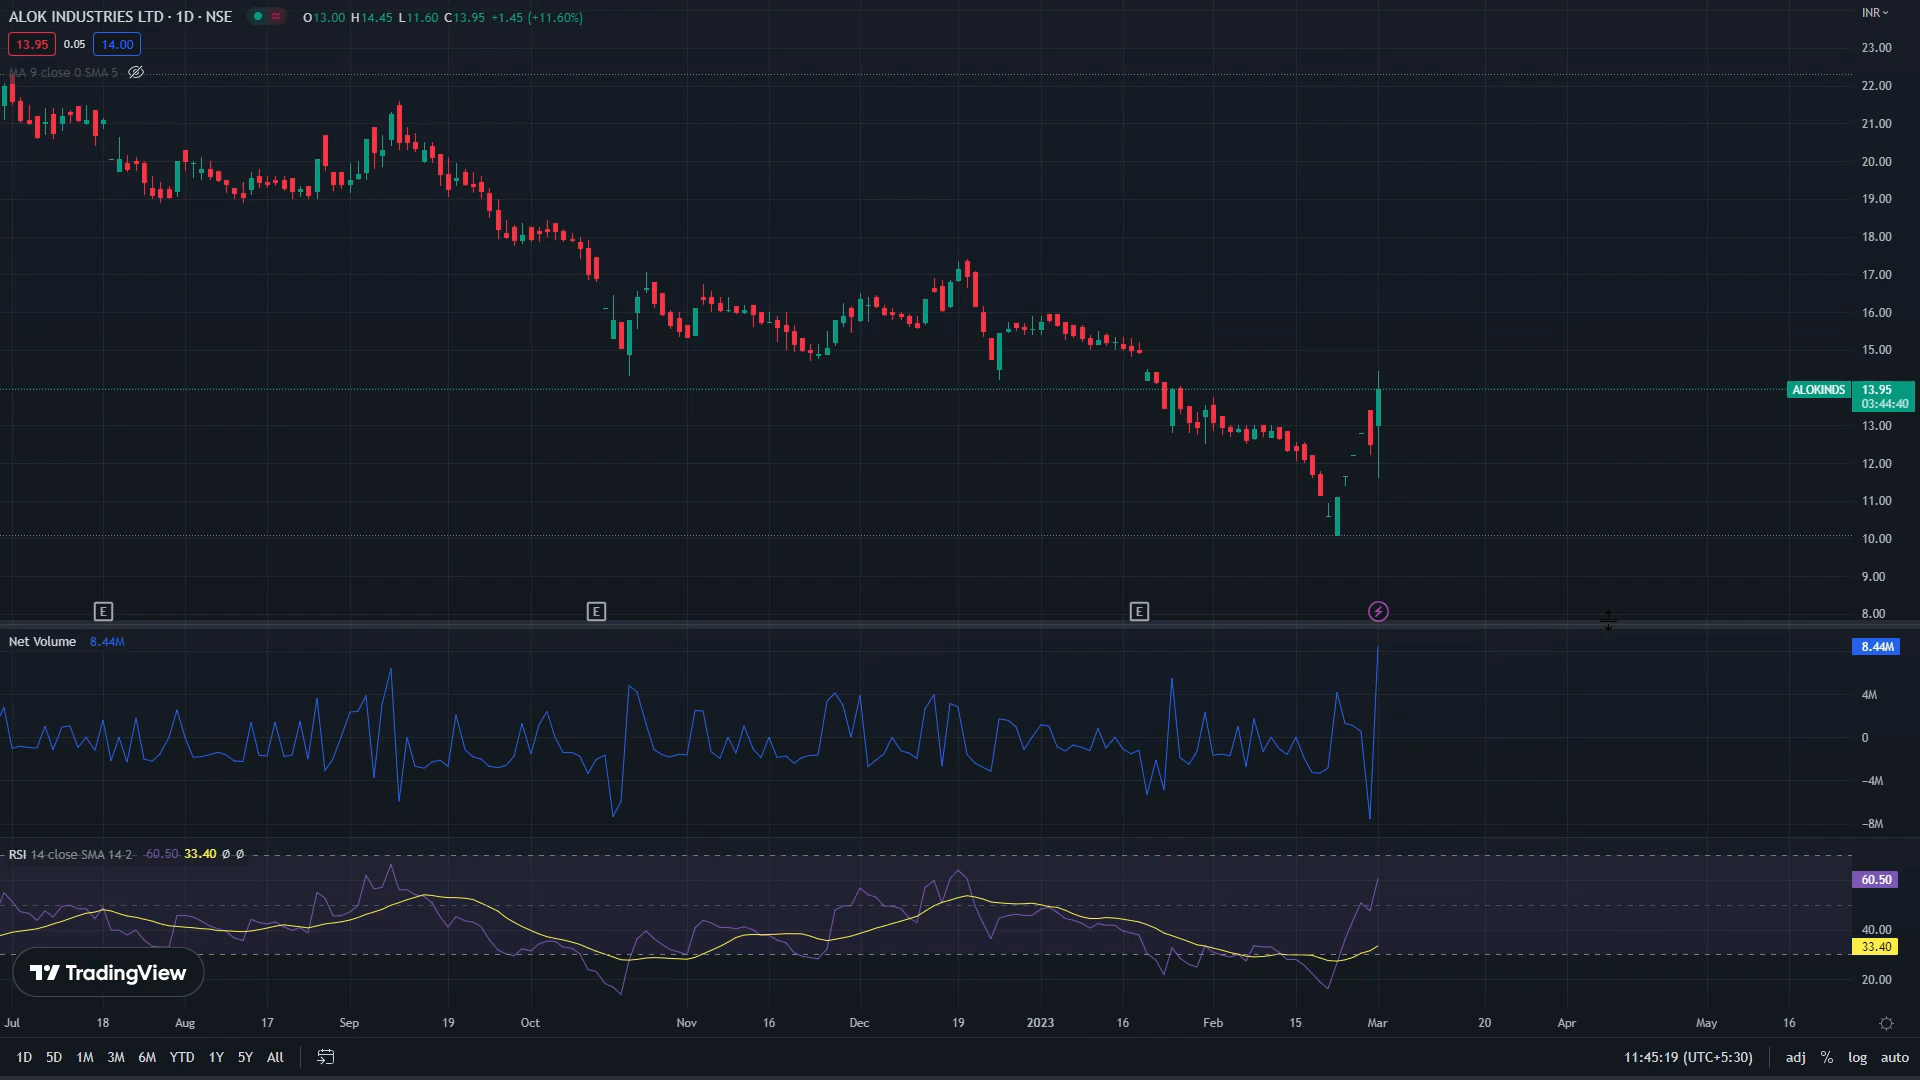 ALOK INDUSTRIES LTD · 1D · NSE O13.00 H14.45 L11.60 C13.95 +1.45 (+11.60%)
INR
13.95 0.05 14.00
MA 9 close 0 SMA 5
23.00
22.00
21.00
20.00
19.00
18.00
17.00
16.00
15.00
ALOKINDS 13.95
03:44:40
13.00
12.00
11.00
10.00
9.00
8.00
E E E
Net Volume 8.44M
8.44M
4M
0
−4M
−8M
RSI 14 close SMA 14 2 60.50 33.40 Ø Ø
60.50
40.00
33.40
20.00
TradingView
Jul 18 Aug 17 Sep 19 Oct Nov 16 Dec 19 2023 16 Feb 15 Mar 20 Apr May 16
1D 5D 1M 3M 6M YTD 1Y 5Y All 11:45:19 (UTC+5:30) adj % log auto